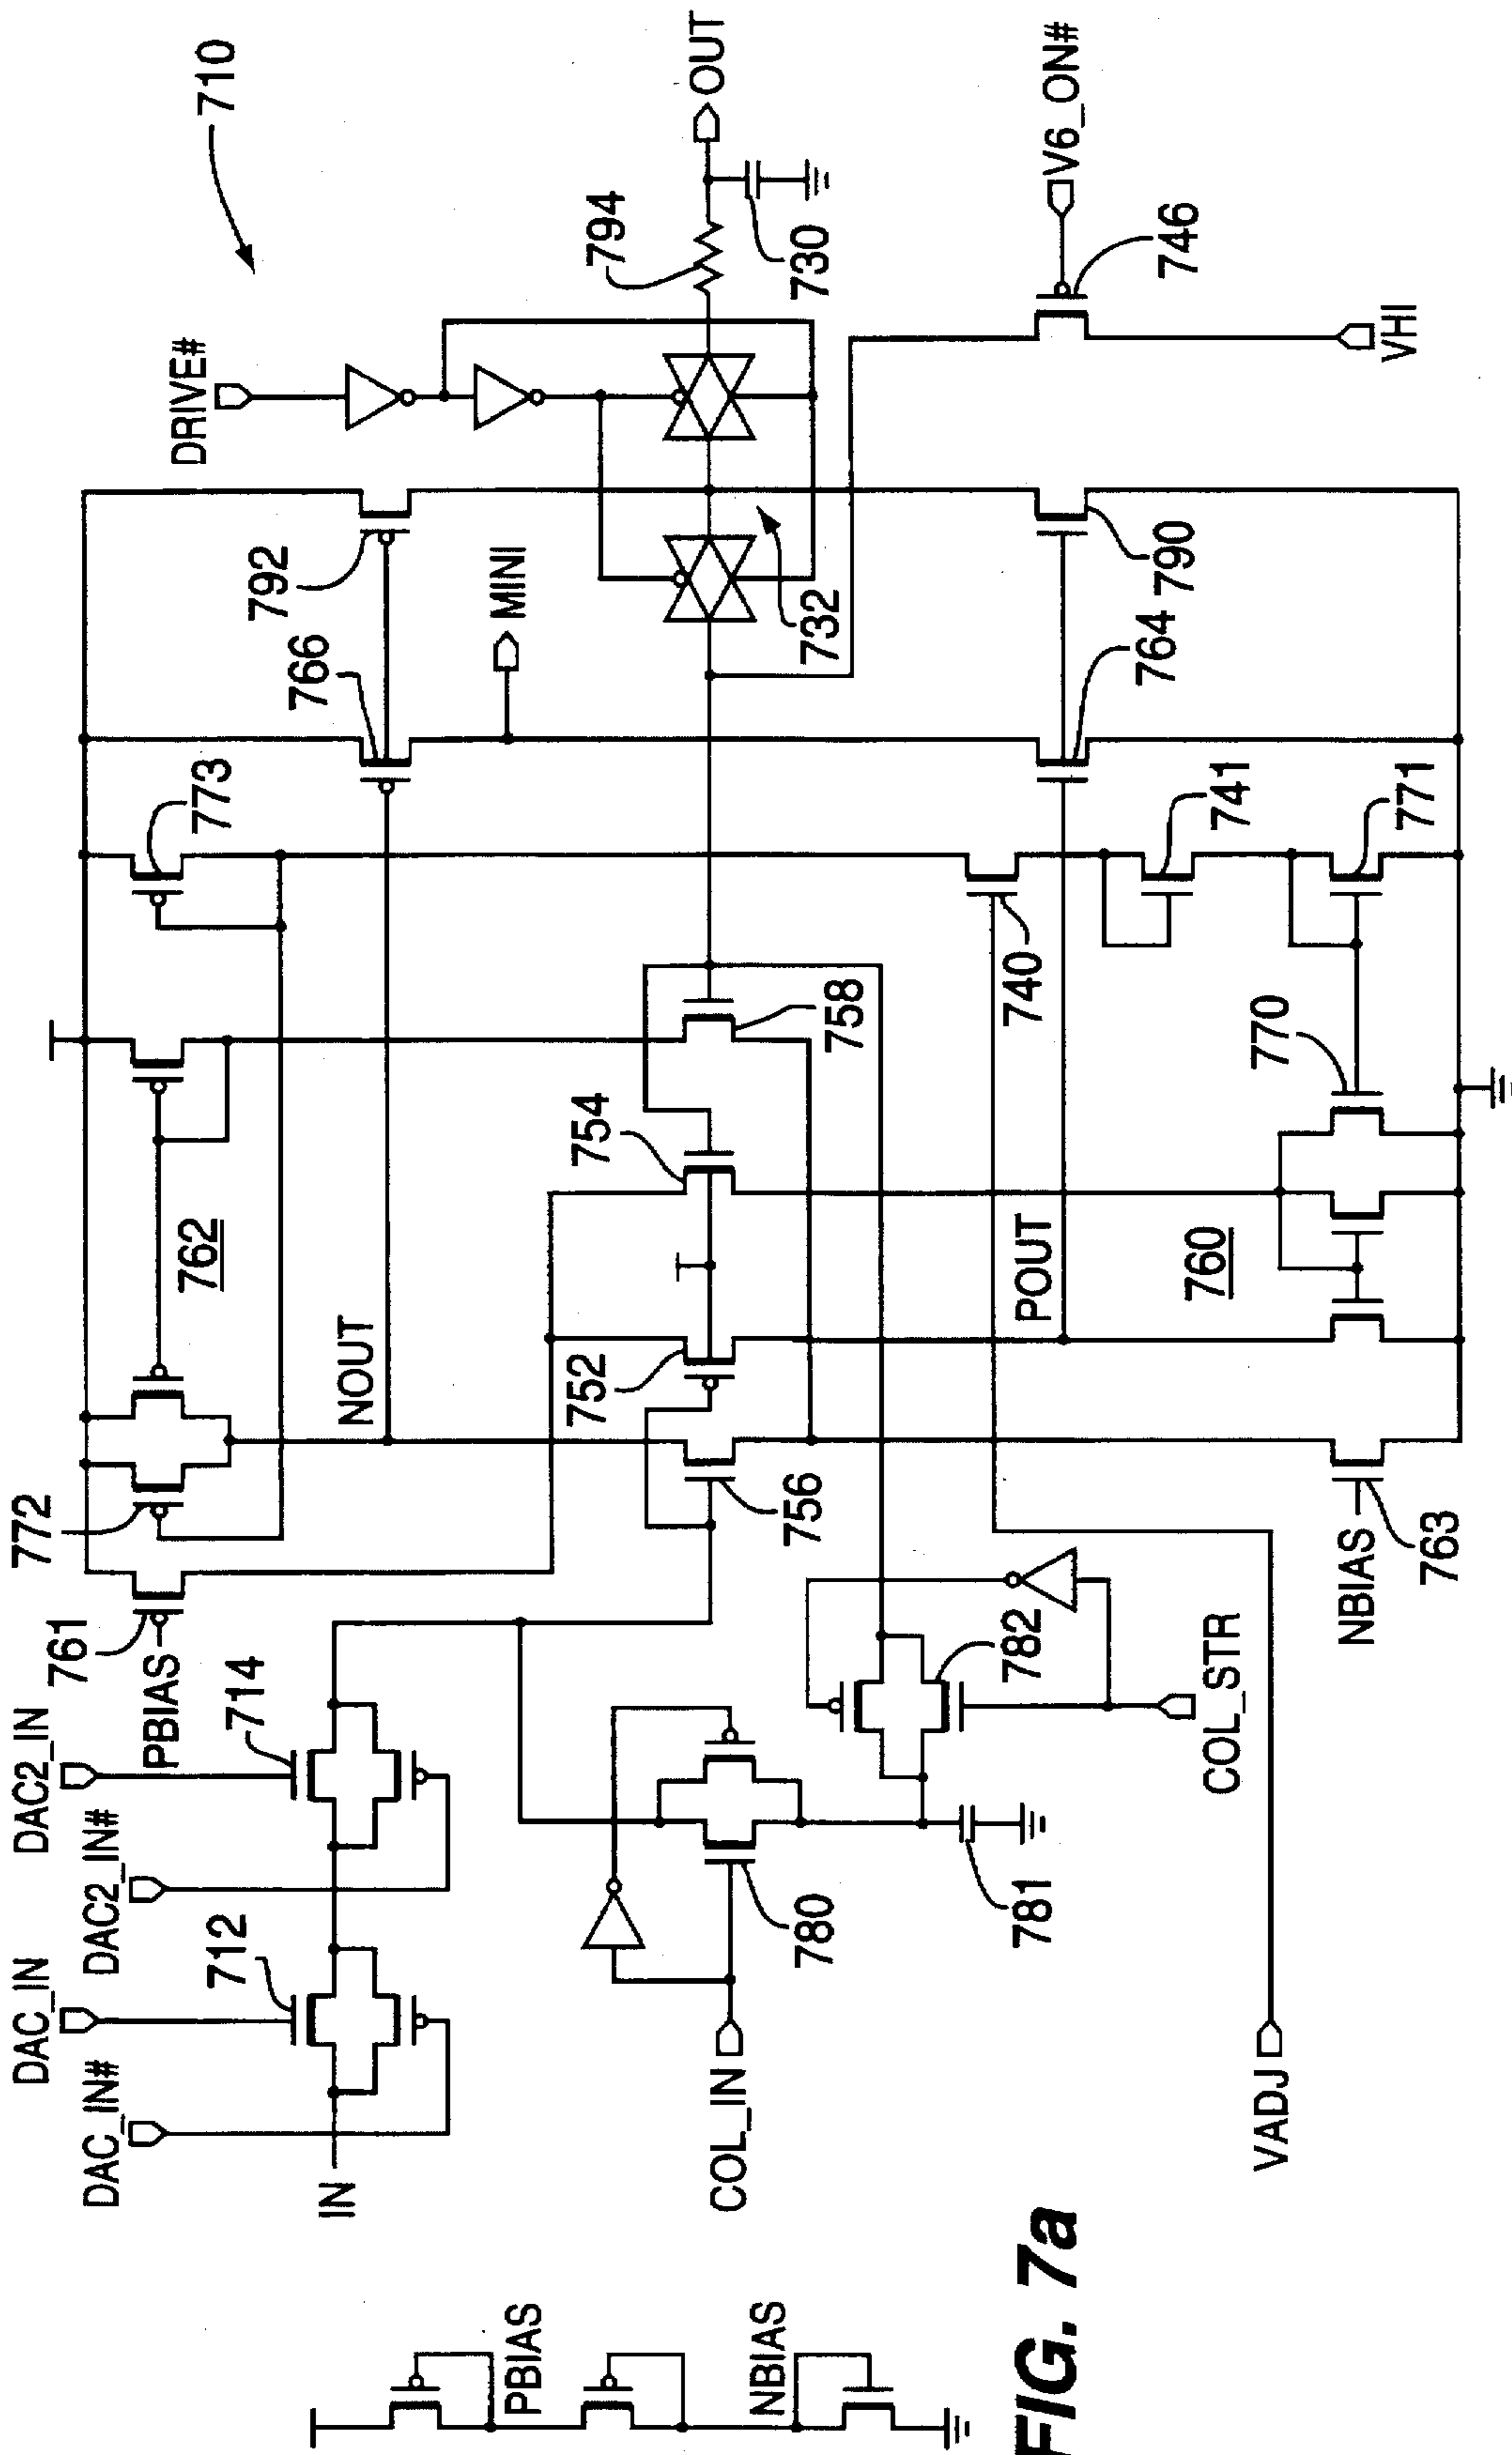 710
DRIVE#
OUT
794
730
V6_ON#
746
VHI
792
766
MINI
732
790
764
773
741
771
740
758
754
770
762
760
POUT
NOUT
752
756
772
761
PBIAS
NBIAS
763
714
DAC2_IN
DAC2_IN#
712
DAC_IN
DAC_IN#
IN
782
COL_STR
780
781
COL_IN
VADJ
PBIAS
NBIAS
FIG. 7a